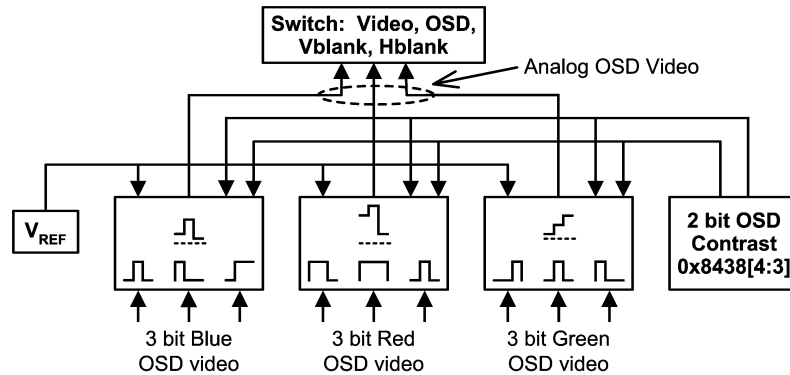 Switch: Video, OSD,
Vblank, Hblank
Analog OSD Video
VREF
2 bit OSD
Contrast
0x8438[4:3]
3 bit Blue
OSD video
3 bit Red
OSD video
3 bit Green
OSD video